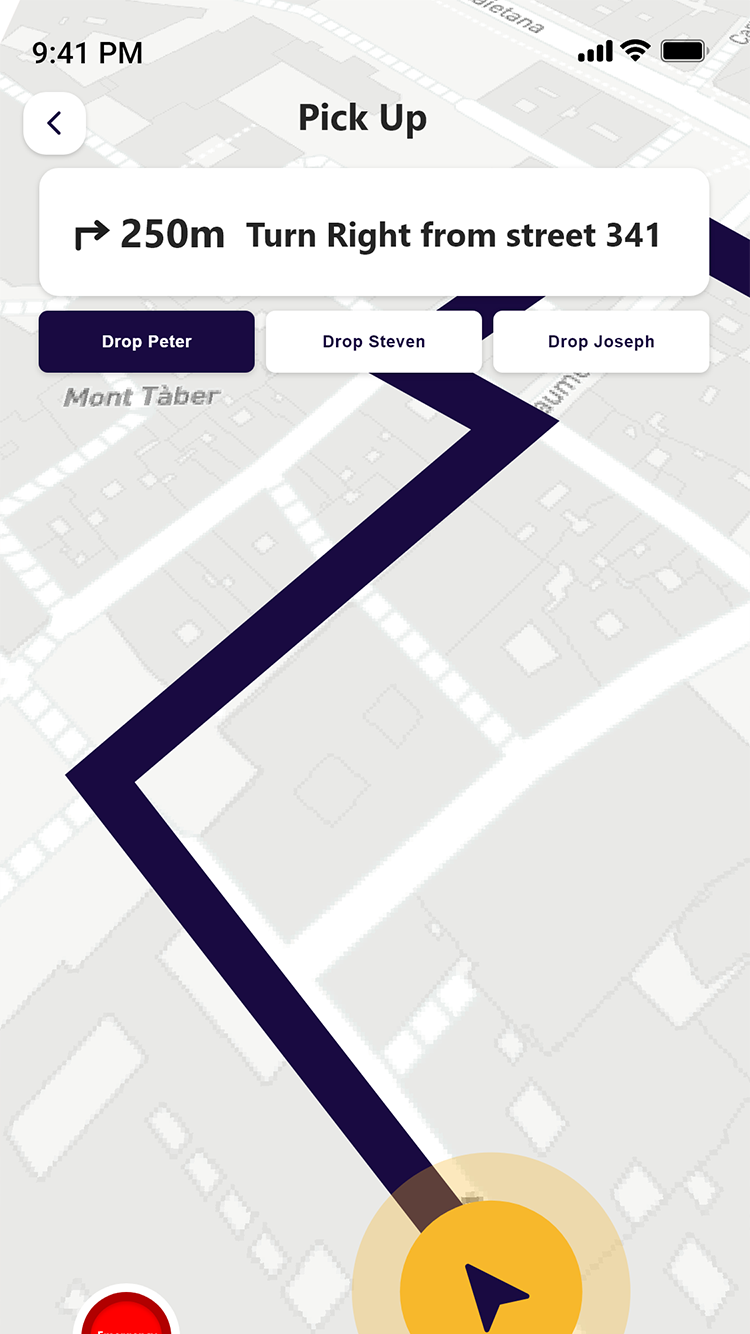 9:41 PM
Pick Up
250m Turn Right from street 341
Drop Peter
Drop Steven
Drop Joseph
Mont Tàber